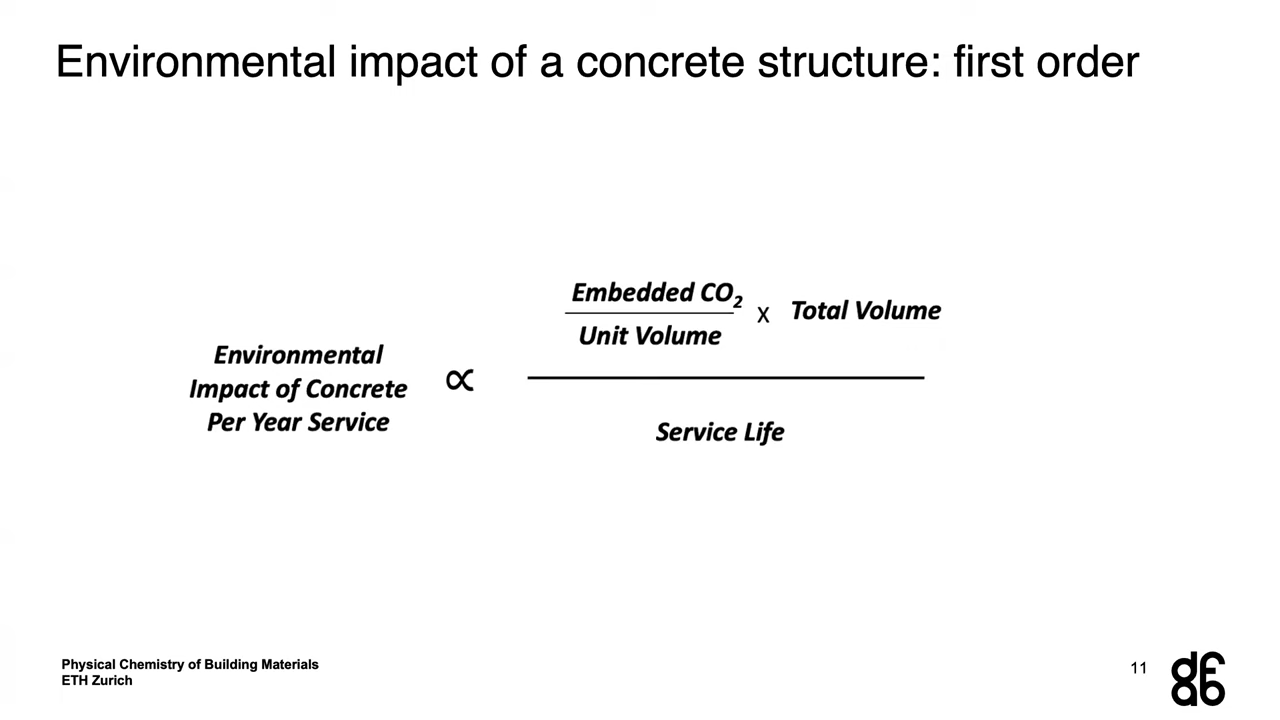 Environmental impact of a concrete structure: first order
Environmental
Impact of Concrete
Per Year Service
∝
Embedded CO₂
Unit Volume
x
Total Volume
Service Life
Physical Chemistry of Building Materials
ETH Zurich
11